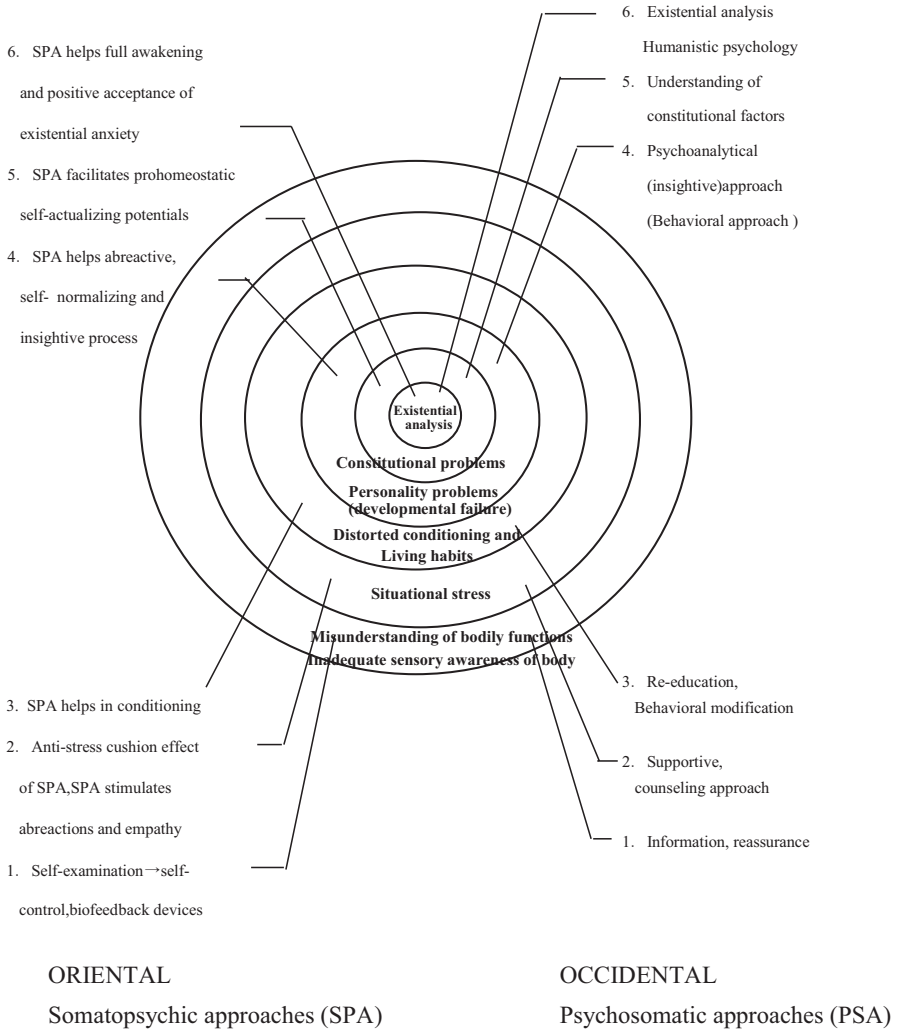 6. SPA helps full awakening
and positive acceptance of
existential anxiety
5. SPA facilitates prohomeostatic
self-actualizing potentials
4. SPA helps abreactive,
self- normalizing and
insightive process
6. Existential analysis
Humanistic psychology
5. Understanding of
constitutional factors
4. Psychoanalytical
(insightive)approach
(Behavioral approach )
Existential
analysis
Constitutional problems
Personality problems
(developmental failure)
Distorted conditioning and
Living habits
Situational stress
Misunderstanding of bodily functions
Inadequate sensory awareness of body
3. SPA helps in conditioning
2. Anti-stress cushion effect
of SPA,SPA stimulates
abreactions and empathy
1. Self-examination→self-
control,biofeedback devices
3. Re-education,
Behavioral modification
2. Supportive,
counseling approach
1. Information, reassurance
ORIENTAL
Somatopsychic approaches (SPA)
OCCIDENTAL
Psychosomatic approaches (PSA)